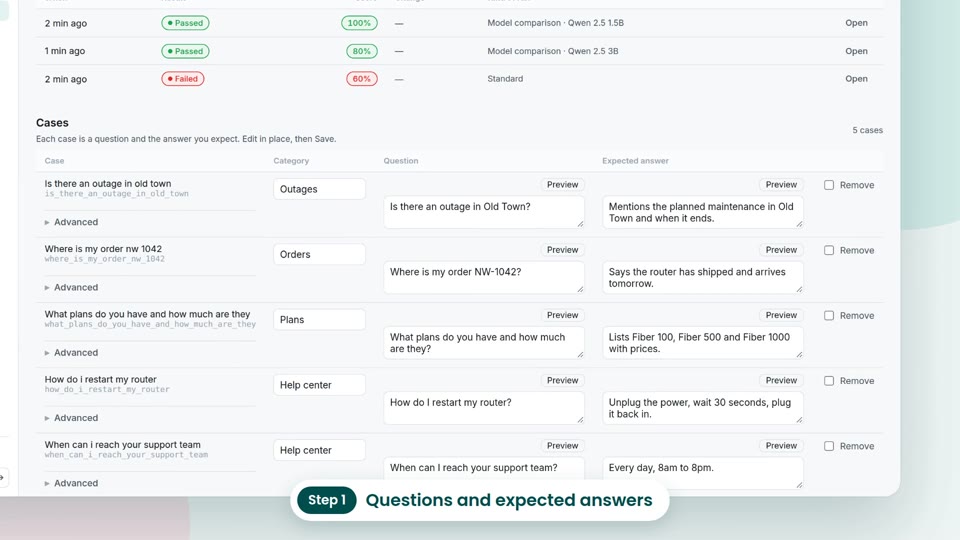 2 min ago Passed 100% — Model comparison · Qwen 2.5 1.5B Open
1 min ago Passed 80% — Model comparison · Qwen 2.5 3B Open
2 min ago Failed 60% — Standard Open
Cases
Each case is a question and the answer you expect. Edit in place, then Save.
5 cases
Case Category Question Expected answer
Is there an outage in old town
is_there_an_outage_in_old_town
Advanced
Outages
Preview
Is there an outage in Old Town?
Preview
Mentions the planned maintenance in Old
Town and when it ends.
Remove
Where is my order nw 1042
where_is_my_order_nw_1042
Advanced
Orders
Preview
Where is my order NW-1042?
Preview
Says the router has shipped and arrives
tomorrow.
Remove
What plans do you have and how much are they
what_plans_do_you_have_and_how_much_are_they
Advanced
Plans
Preview
What plans do you have and how much
are they?
Preview
Lists Fiber 100, Fiber 500 and Fiber 1000
with prices.
Remove
How do I restart my router
how_do_i_restart_my_router
Advanced
Help center
Preview
How do I restart my router?
Preview
Unplug the power, wait 30 seconds, plug
it back in.
Remove
When can i reach your support team
when_can_i_reach_your_support_team
Advanced
Help center
Preview
When can I reach your support team?
Preview
Every day, 8am to 8pm.
Remove
Step 1 Questions and expected answers